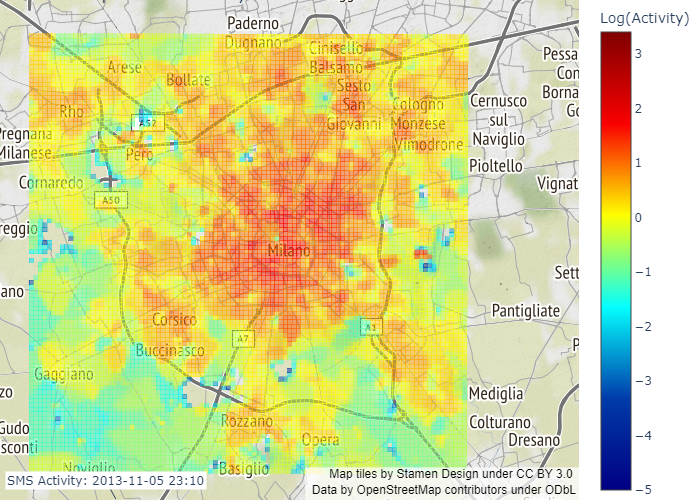 Log(Activity)
3
2
1
0
−1
−2
−3
−4
−5
Paderno
Dugnano
Cinisello
Balsamo
Sesto
San
Giovanni
Cologno
Monzese
Vimodrone
Cernusco
sul
Naviglio
Pioltello
Pessa
Con
Borna
Go
Vignat
Arese
Bollate
Rho
A52
Pregnana
Milanese
Pero
Cornaredo
A50
reggio
Milano
ano
Sett
Pantigliate
Corsico
A7
A1
Buccinasco
P
Gaggiano
Mediglia
zo
Rozzano
Colturano
Gudo
Opera
Dresano
sconti
Noviglio
Basiglio
SMS Activity: 2013-11-05 23:10
Map tiles by Stamen Design under CC BY 3.0
Data by OpenStreetMap contributors under ODbL